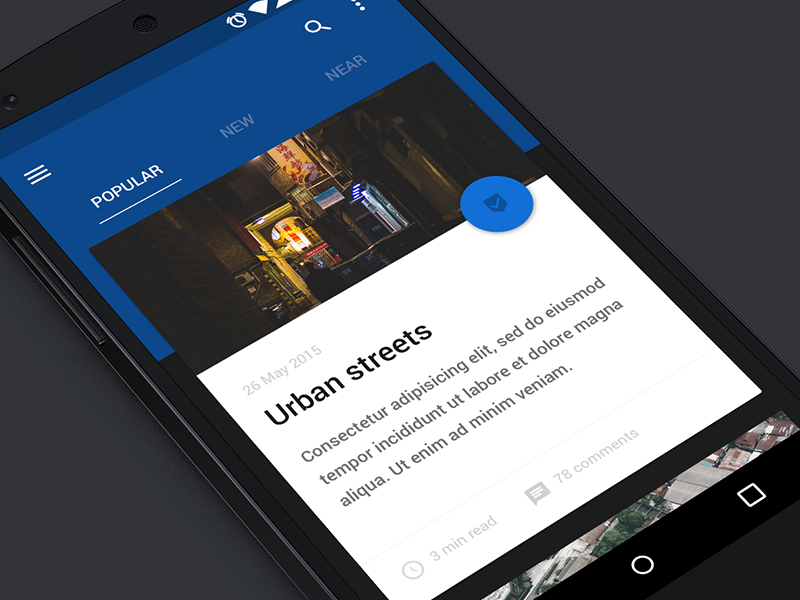 POPULAR
NEW
NEAR
26 May 2015
Urban streets
Consectetur adipisicing elit, sed do eiusmod
tempor incididunt ut labore et dolore magna
aliqua. Ut enim ad minim veniam.
3 min read
78 comments